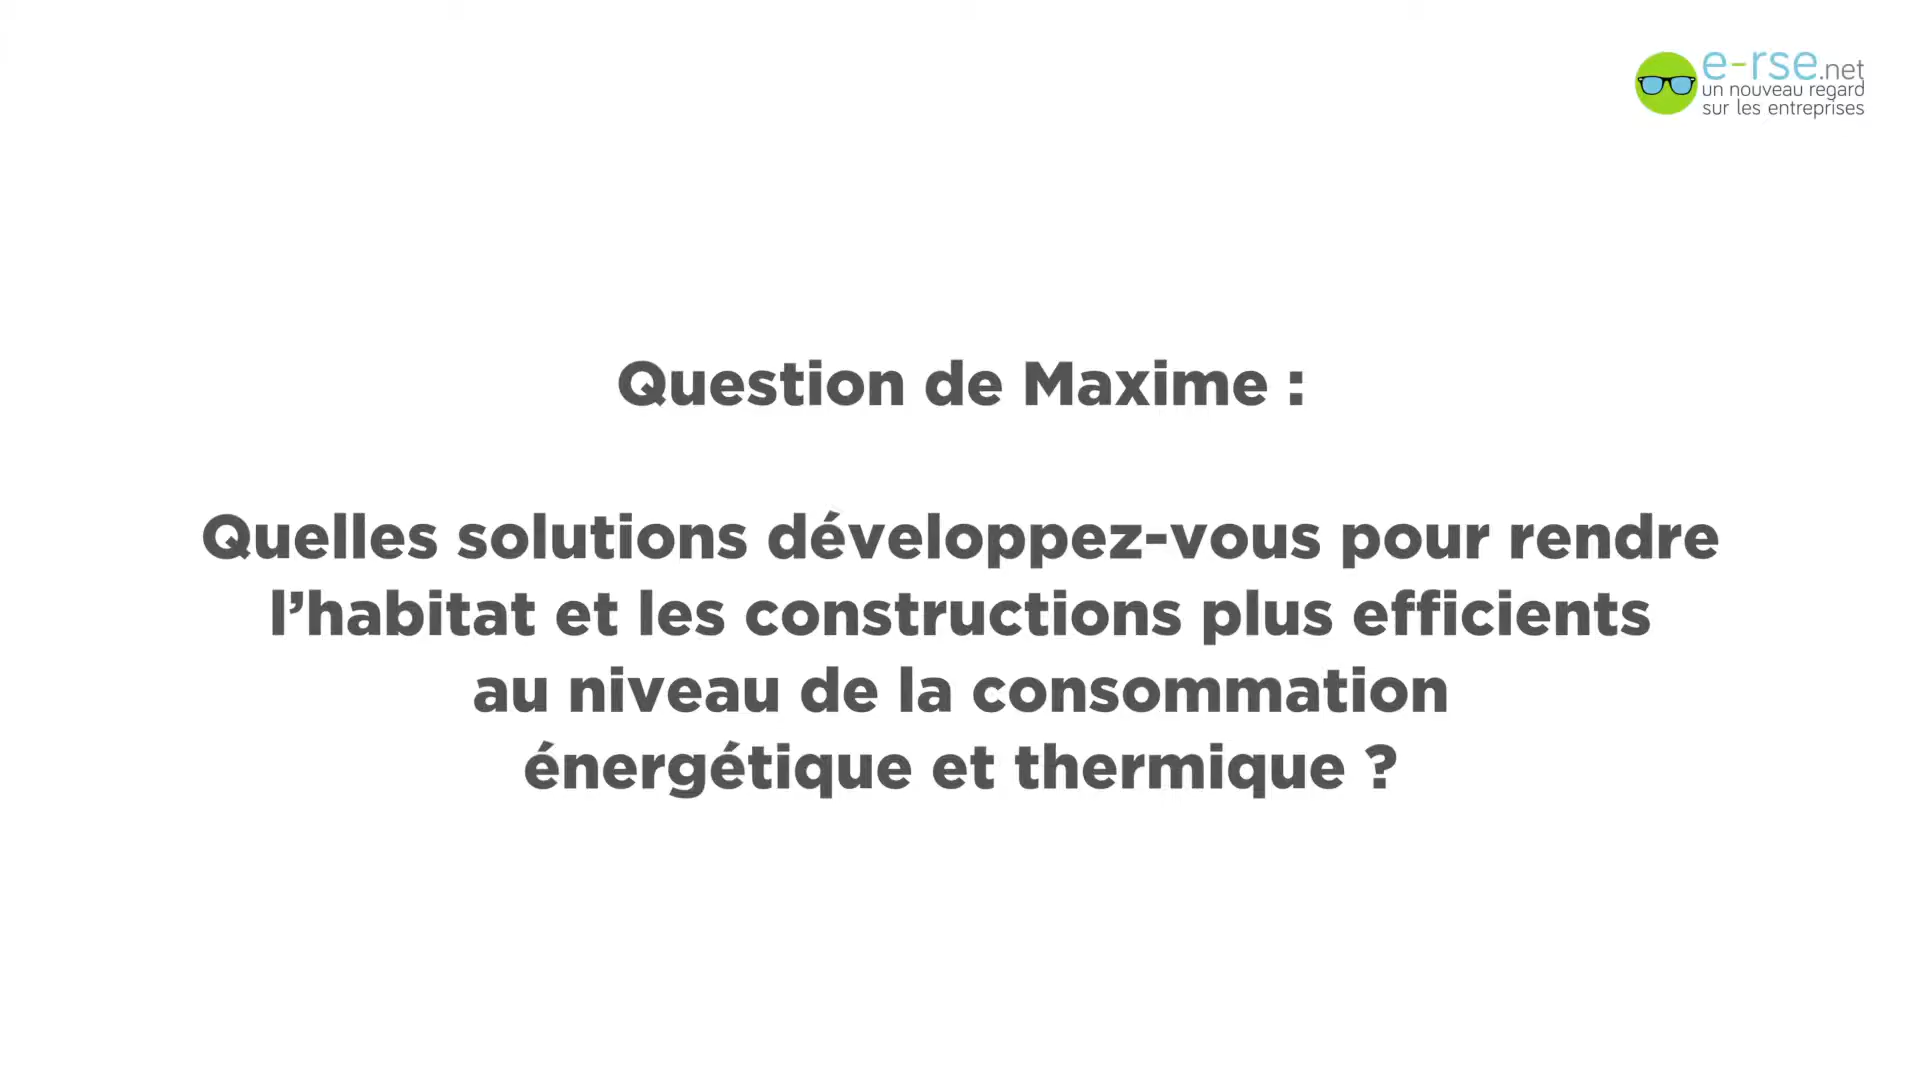 e-rse.net
un nouveau regard
sur les entreprises
Question de Maxime :
Quelles solutions développez-vous pour rendre
l’habitat et les constructions plus efficients
au niveau de la consommation
énergétique et thermique ?